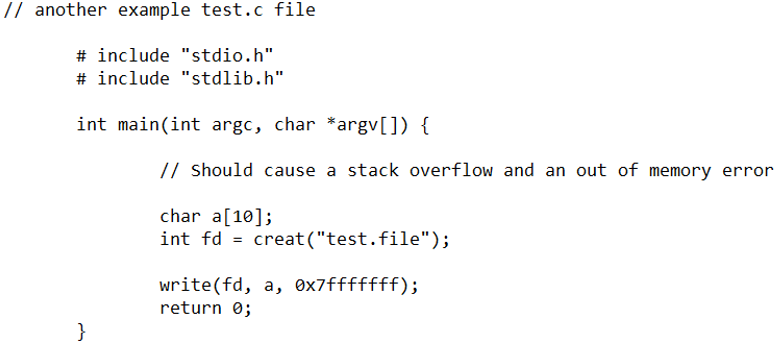 // another example test.c file
# include "stdio.h"
# include "stdlib.h"
int main(int argc, char *argv[]) {
// Should cause a stack overflow and an out of memory error
char a[10];
int fd = creat("test.file");
write(fd, a, 0x7fffffff);
return 0;
}